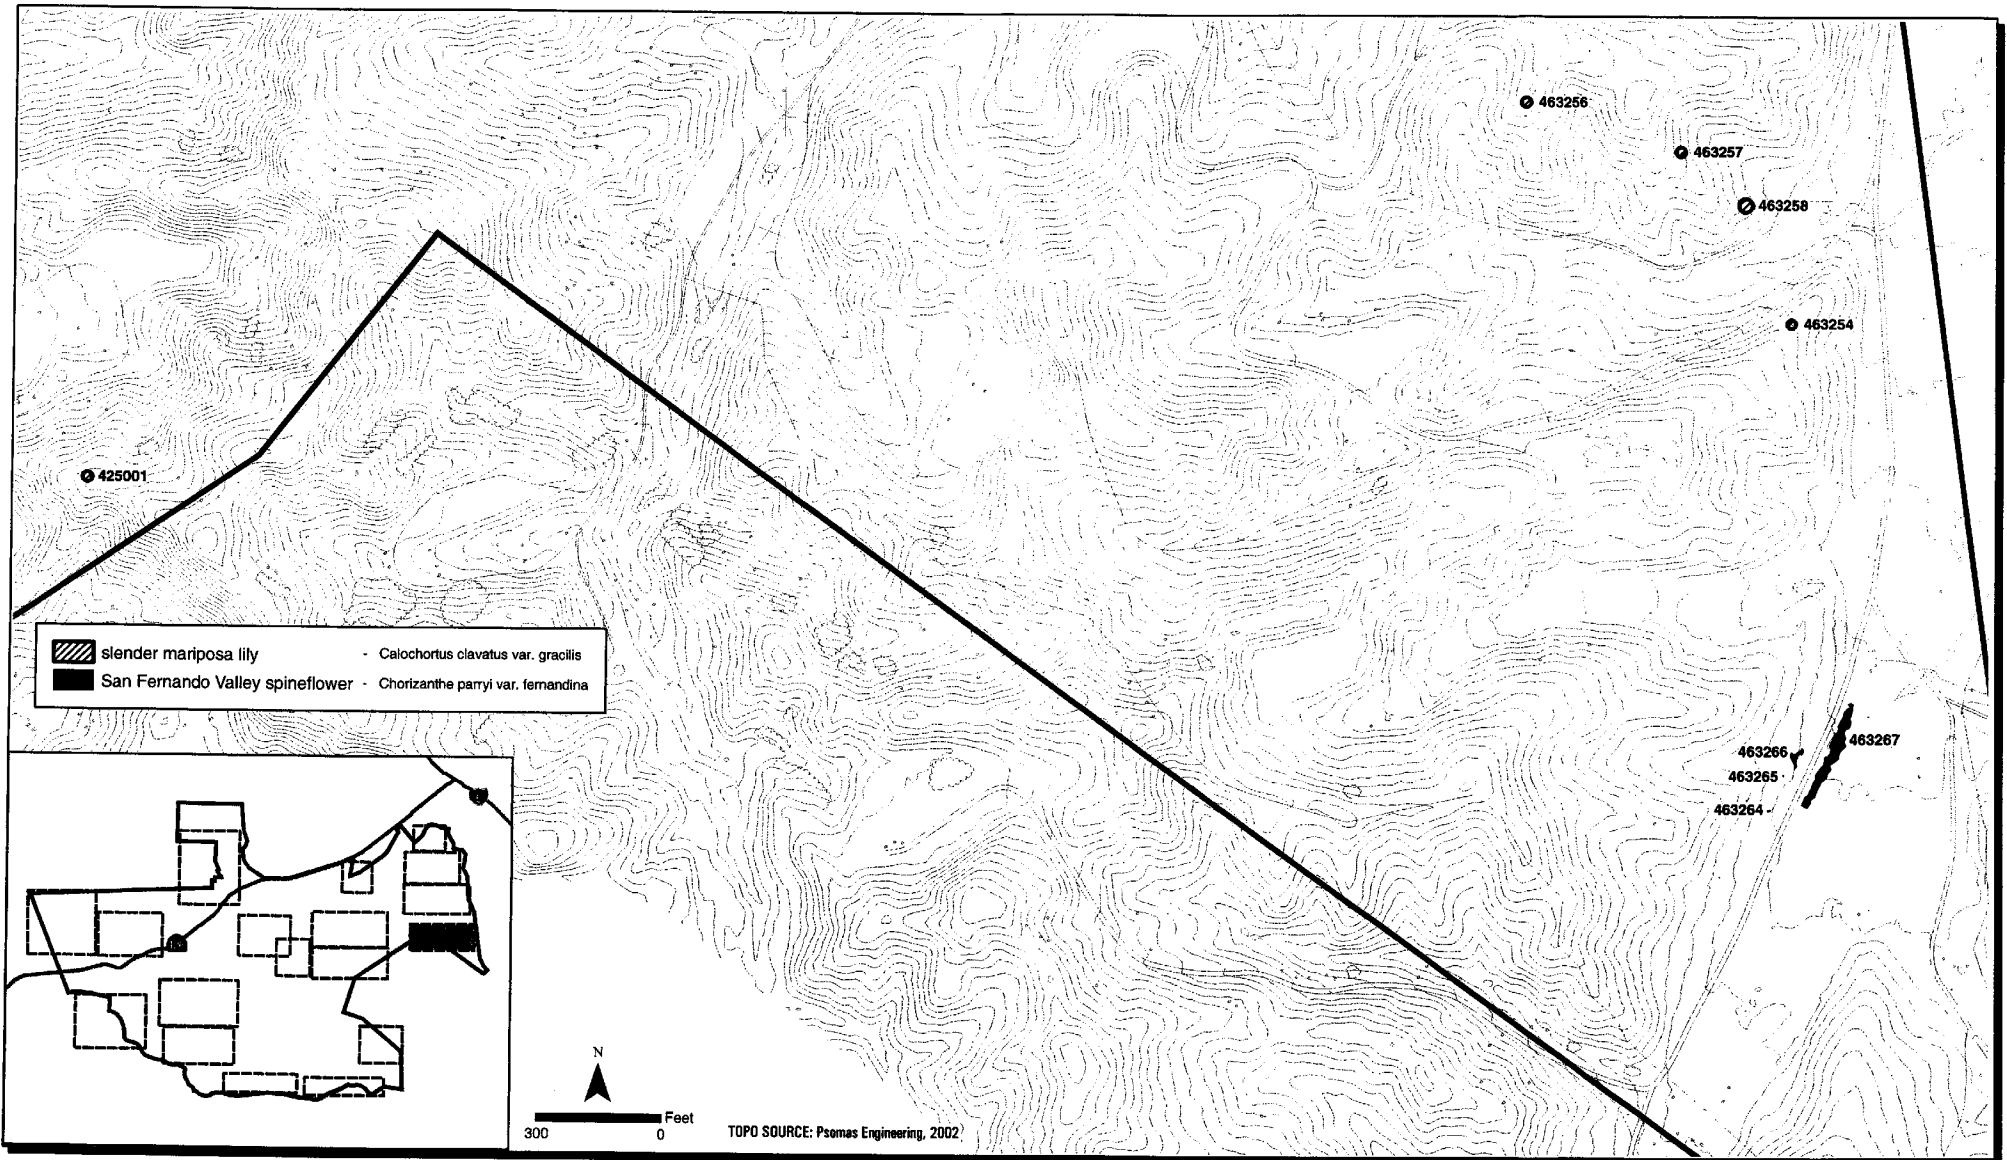 463256
463257
463258
463254
425001
slender mariposa lily - Calochortus clavatus var. gracilis
San Fernando Valley spineflower - Chorizanthe parryi var. fernandina
463267
463266
463265
463264
N
Feet
300 0
TOPO SOURCE: Psomas Engineering, 2002